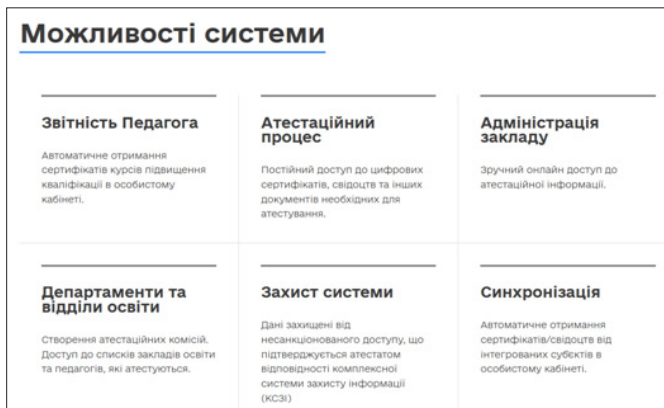 Можливості системи
Звітність Педагога
Автоматичне отримання
сертифікатів курсів підвищення
кваліфікації в особистому
кабінеті.
Атестаційний
процес
Постійний доступ до цифрових
сертифікатів, свідоцтв та інших
документів необхідних для
атестування.
Адміністрація
закладу
Зручний онлайн доступ до
атестаційної інформації.
Департаменти та
відділи освіти
Створення атестаційних комісій.
Доступ до списків закладів освіти
та педагогів, які атестуються.
Захист системи
Дані захищені від
несанкціонованого доступу, що
підтверджується атестатом
відповідності комплексної
системи захисту інформації
(КСЗІ)
Синхронізація
Автоматичне отримання
сертифікатів/свідоцтв від
інтегрованих суб'єктів в
особистому кабінеті.